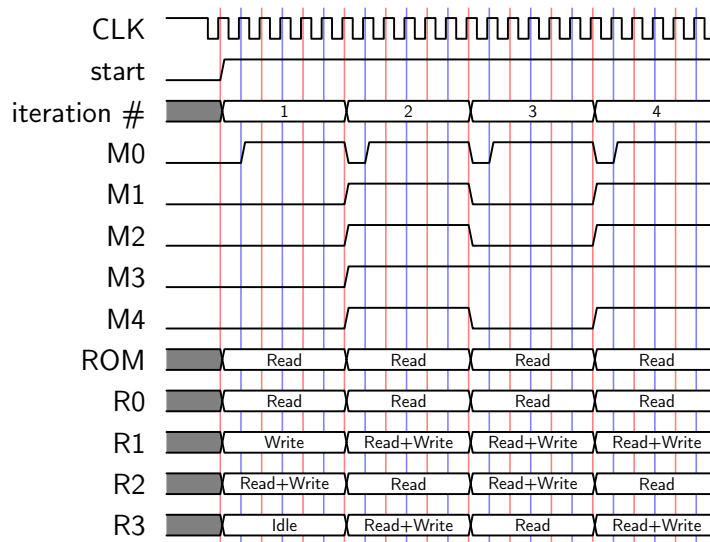 CLK
start
iteration # 1 2 3 4
M0
M1
M2
M3
M4
ROM Read Read Read Read
R0 Read Read Read Read
R1 Write Read+Write Read+Write Read+Write
R2 Read+Write Read Read+Write Read
R3 Idle Read+Write Read Read+Write